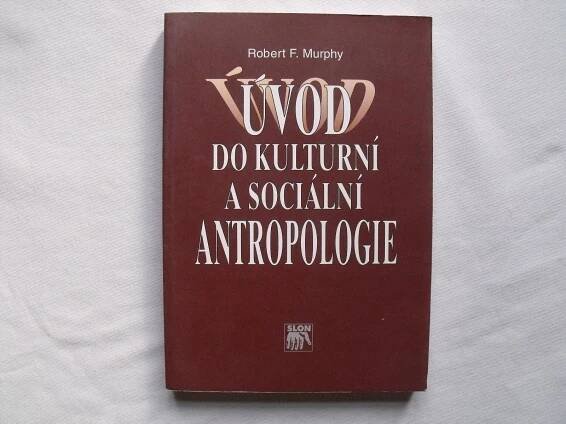 Robert F. Murphy
ÚVOD
DO KULTURNÍ
A SOCIÁLNÍ
ANTROPOLOGIE
SLON